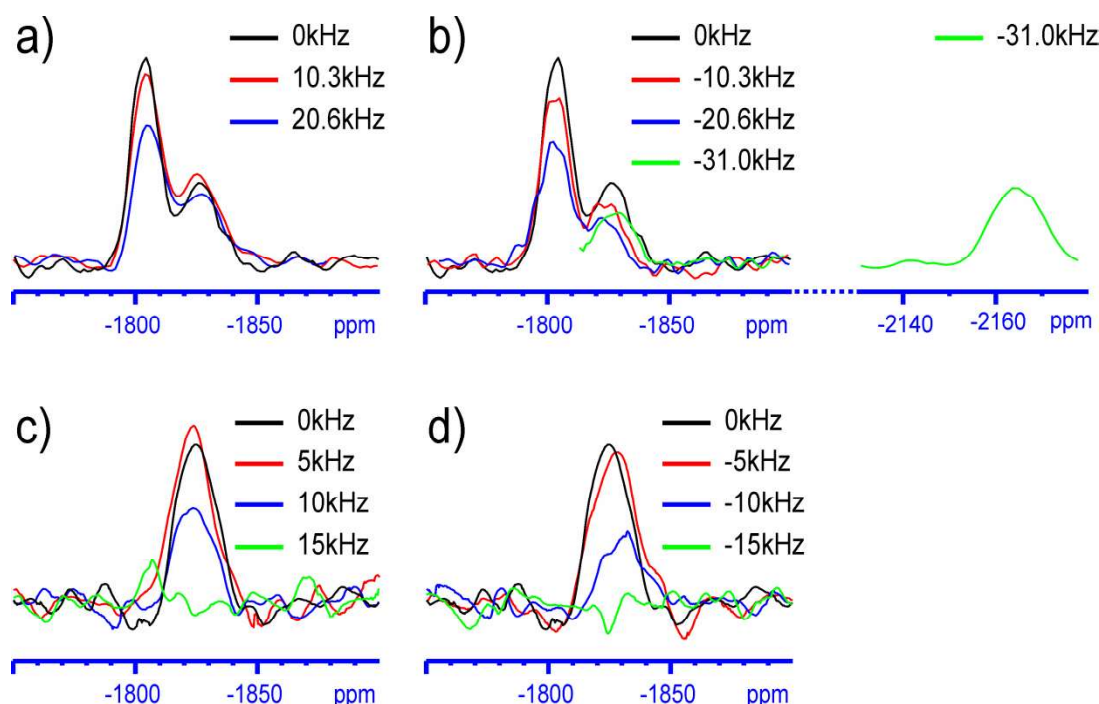 a)
0kHz
10.3kHz
20.6kHz
-1800 -1850 ppm
b)
0kHz
-10.3kHz
-20.6kHz
-31.0kHz
-31.0kHz
-1800 -1850 -2140 -2160 ppm
c)
0kHz
5kHz
10kHz
15kHz
-1800 -1850 ppm
d)
0kHz
-5kHz
-10kHz
-15kHz
-1800 -1850 ppm